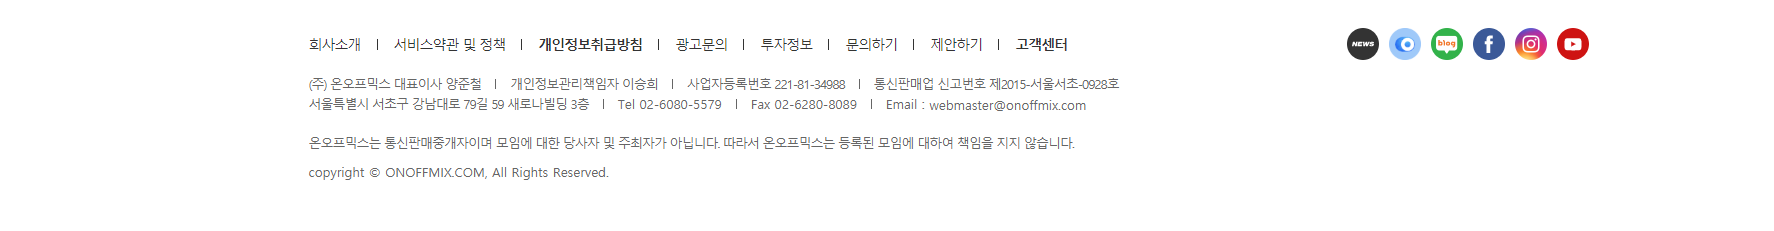 회사소개 | 서비스약관 및 정책 | 개인정보취급방침 | 광고문의 | 투자정보 | 문의하기 | 제안하기 | 고객센터
NEWS
blog
(주) 온오프믹스 대표이사 양준철 | 개인정보관리책임자 이승희 | 사업자등록번호 221-81-34988 | 통신판매업 신고번호 제2015-서울서초-0928호
서울특별시 서초구 강남대로 79길 59 새로나빌딩 3층 | Tel 02-6080-5579 | Fax 02-6280-8089 | Email : webmaster@onoffmix.com
온오프믹스는 통신판매중개자이며 모임에 대한 당사자 및 주최자가 아닙니다. 따라서 온오프믹스는 등록된 모임에 대하여 책임을 지지 않습니다.
copyright © ONOFFMIX.COM, All Rights Reserved.